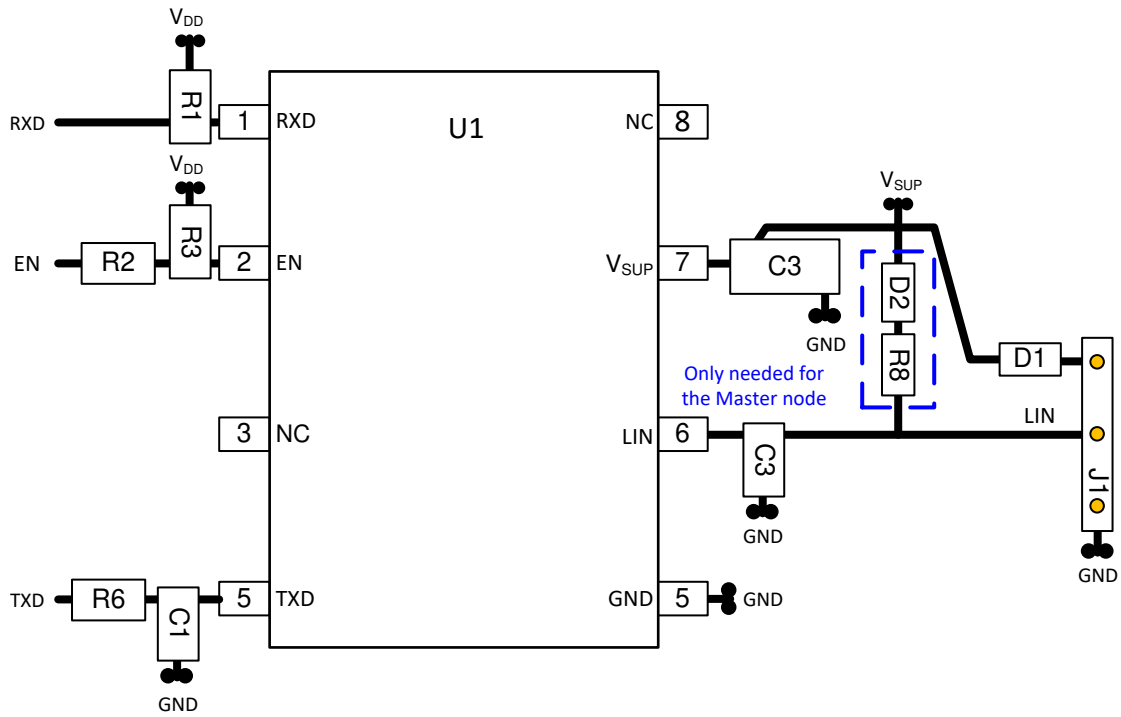 VDD
R1
RXD
1
RXD
U1
NC
8
VDD
R3
EN
R2
2
EN
VSUP
7
C3
GND
VSUP
D2
R8
D1
Only needed for
the Master node
3
NC
LIN
6
C3
GND
LIN
J1
GND
TXD
R6
C1
GND
5
TXD
GND
5
GND